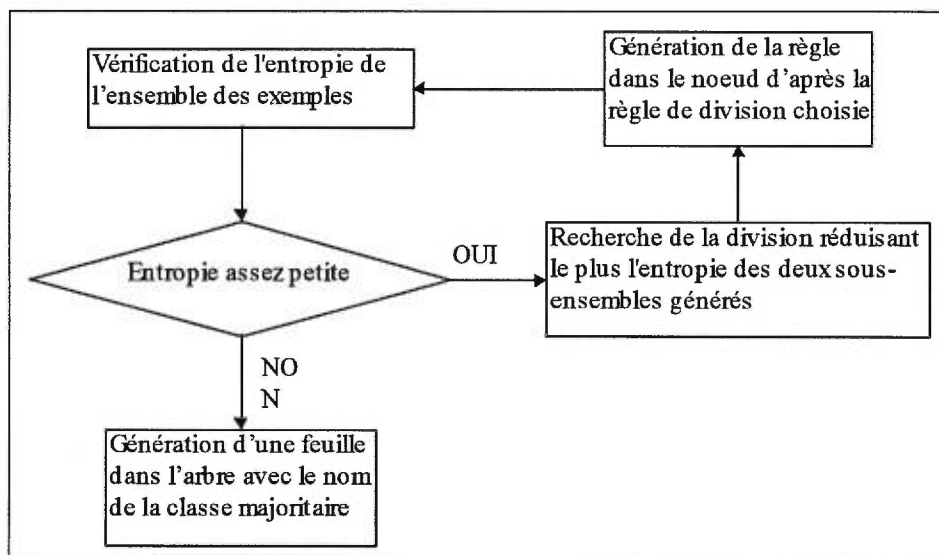 Vérification de l'entropie de
l'ensemble des exemples
Génération de la règle
dans le noeud d'après la
règle de division choisie
Entropie assez petite
OUI
Recherche de la division réduisant
le plus l'entropie des deux sous-
ensembles générés
NO
N
Génération d'une feuille
dans l'arbre avec le nom
de la classe majoritaire